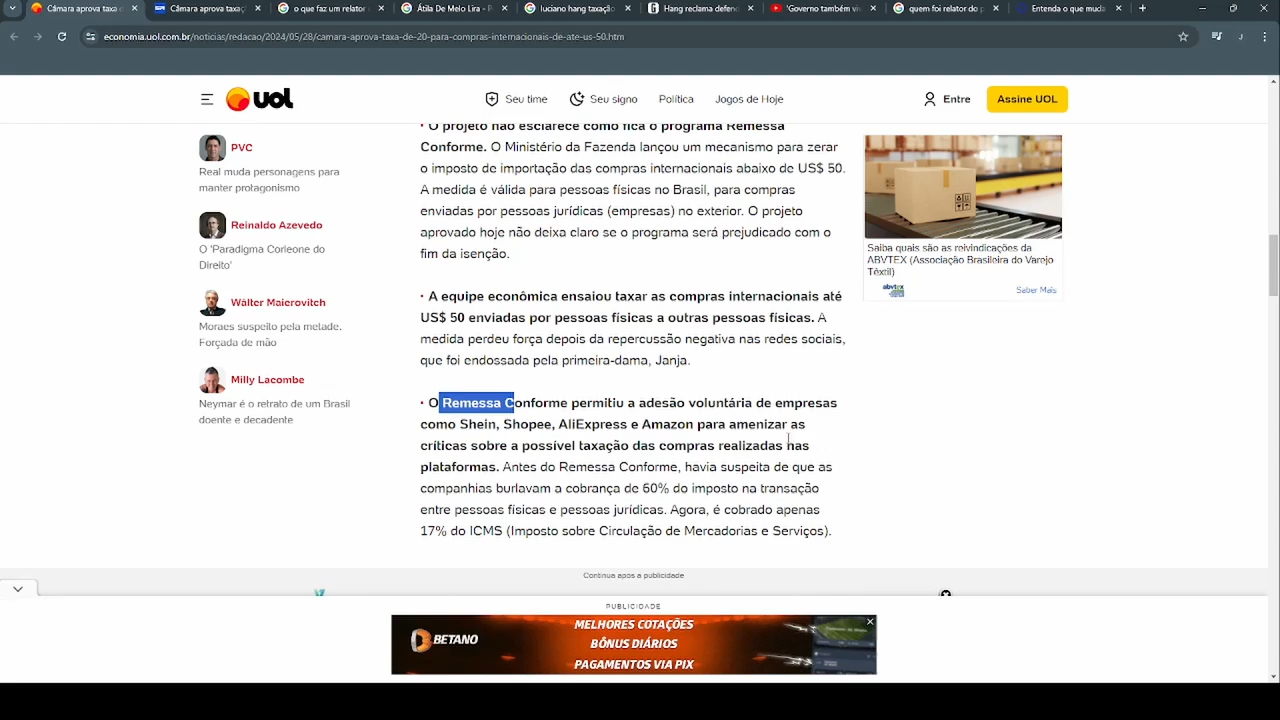 Câmara aprova taxa d
Câmara aprova taxaç
o que faz um relator
Átila De Melo Lira - P
luciano hang taxação
Hang reclama defend
'Governo também viv
quem foi relator do p
Entenda o que muda
economia.uol.com.br/noticias/redacao/2024/05/28/camara-aprova-taxa-de-20-para-compras-internacionais-de-ate-us-50.htm
J
uol
Seu time
Seu signo
Política
Jogos de Hoje
Entre
Assine UOL
PVC
Real muda personagens para
manter protagonismo
Reinaldo Azevedo
O 'Paradigma Corleone do
Direito'
Wálter Maierovitch
Moraes suspeito pela metade.
Forçada de mão
Milly Lacombe
Neymar é o retrato de um Brasil
doente e decadente
• O projeto não esclarece como fica o programa Remessa
Conforme. O Ministério da Fazenda lançou um mecanismo para zerar
o imposto de importação das compras internacionais abaixo de US$ 50.
A medida é válida para pessoas físicas no Brasil, para compras
enviadas por pessoas jurídicas (empresas) no exterior. O projeto
aprovado hoje não deixa claro se o programa será prejudicado com o
fim da isenção.
• A equipe econômica ensaiou taxar as compras internacionais até
US$ 50 enviadas por pessoas físicas a outras pessoas físicas. A
medida perdeu força depois da repercussão negativa nas redes sociais,
que foi endossada pela primeira-dama, Janja.
• O Remessa Conforme permitiu a adesão voluntária de empresas
como Shein, Shopee, AliExpress e Amazon para amenizar as
críticas sobre a possível taxação das compras realizadas nas
plataformas. Antes do Remessa Conforme, havia suspeita de que as
companhias burlavam a cobrança de 60% do imposto na transação
entre pessoas físicas e pessoas jurídicas. Agora, é cobrado apenas
17% do ICMS (Imposto sobre Circulação de Mercadorias e Serviços).
Saiba quais são as reivindicações da
ABVTEX (Associação Brasileira do Varejo
Têxtil)
abvtex
Saber Mais
Continua após a publicidade
PUBLICIDADE
BETANO
MELHORES COTAÇÕES
BÔNUS DIÁRIOS
PAGAMENTOS VIA PIX